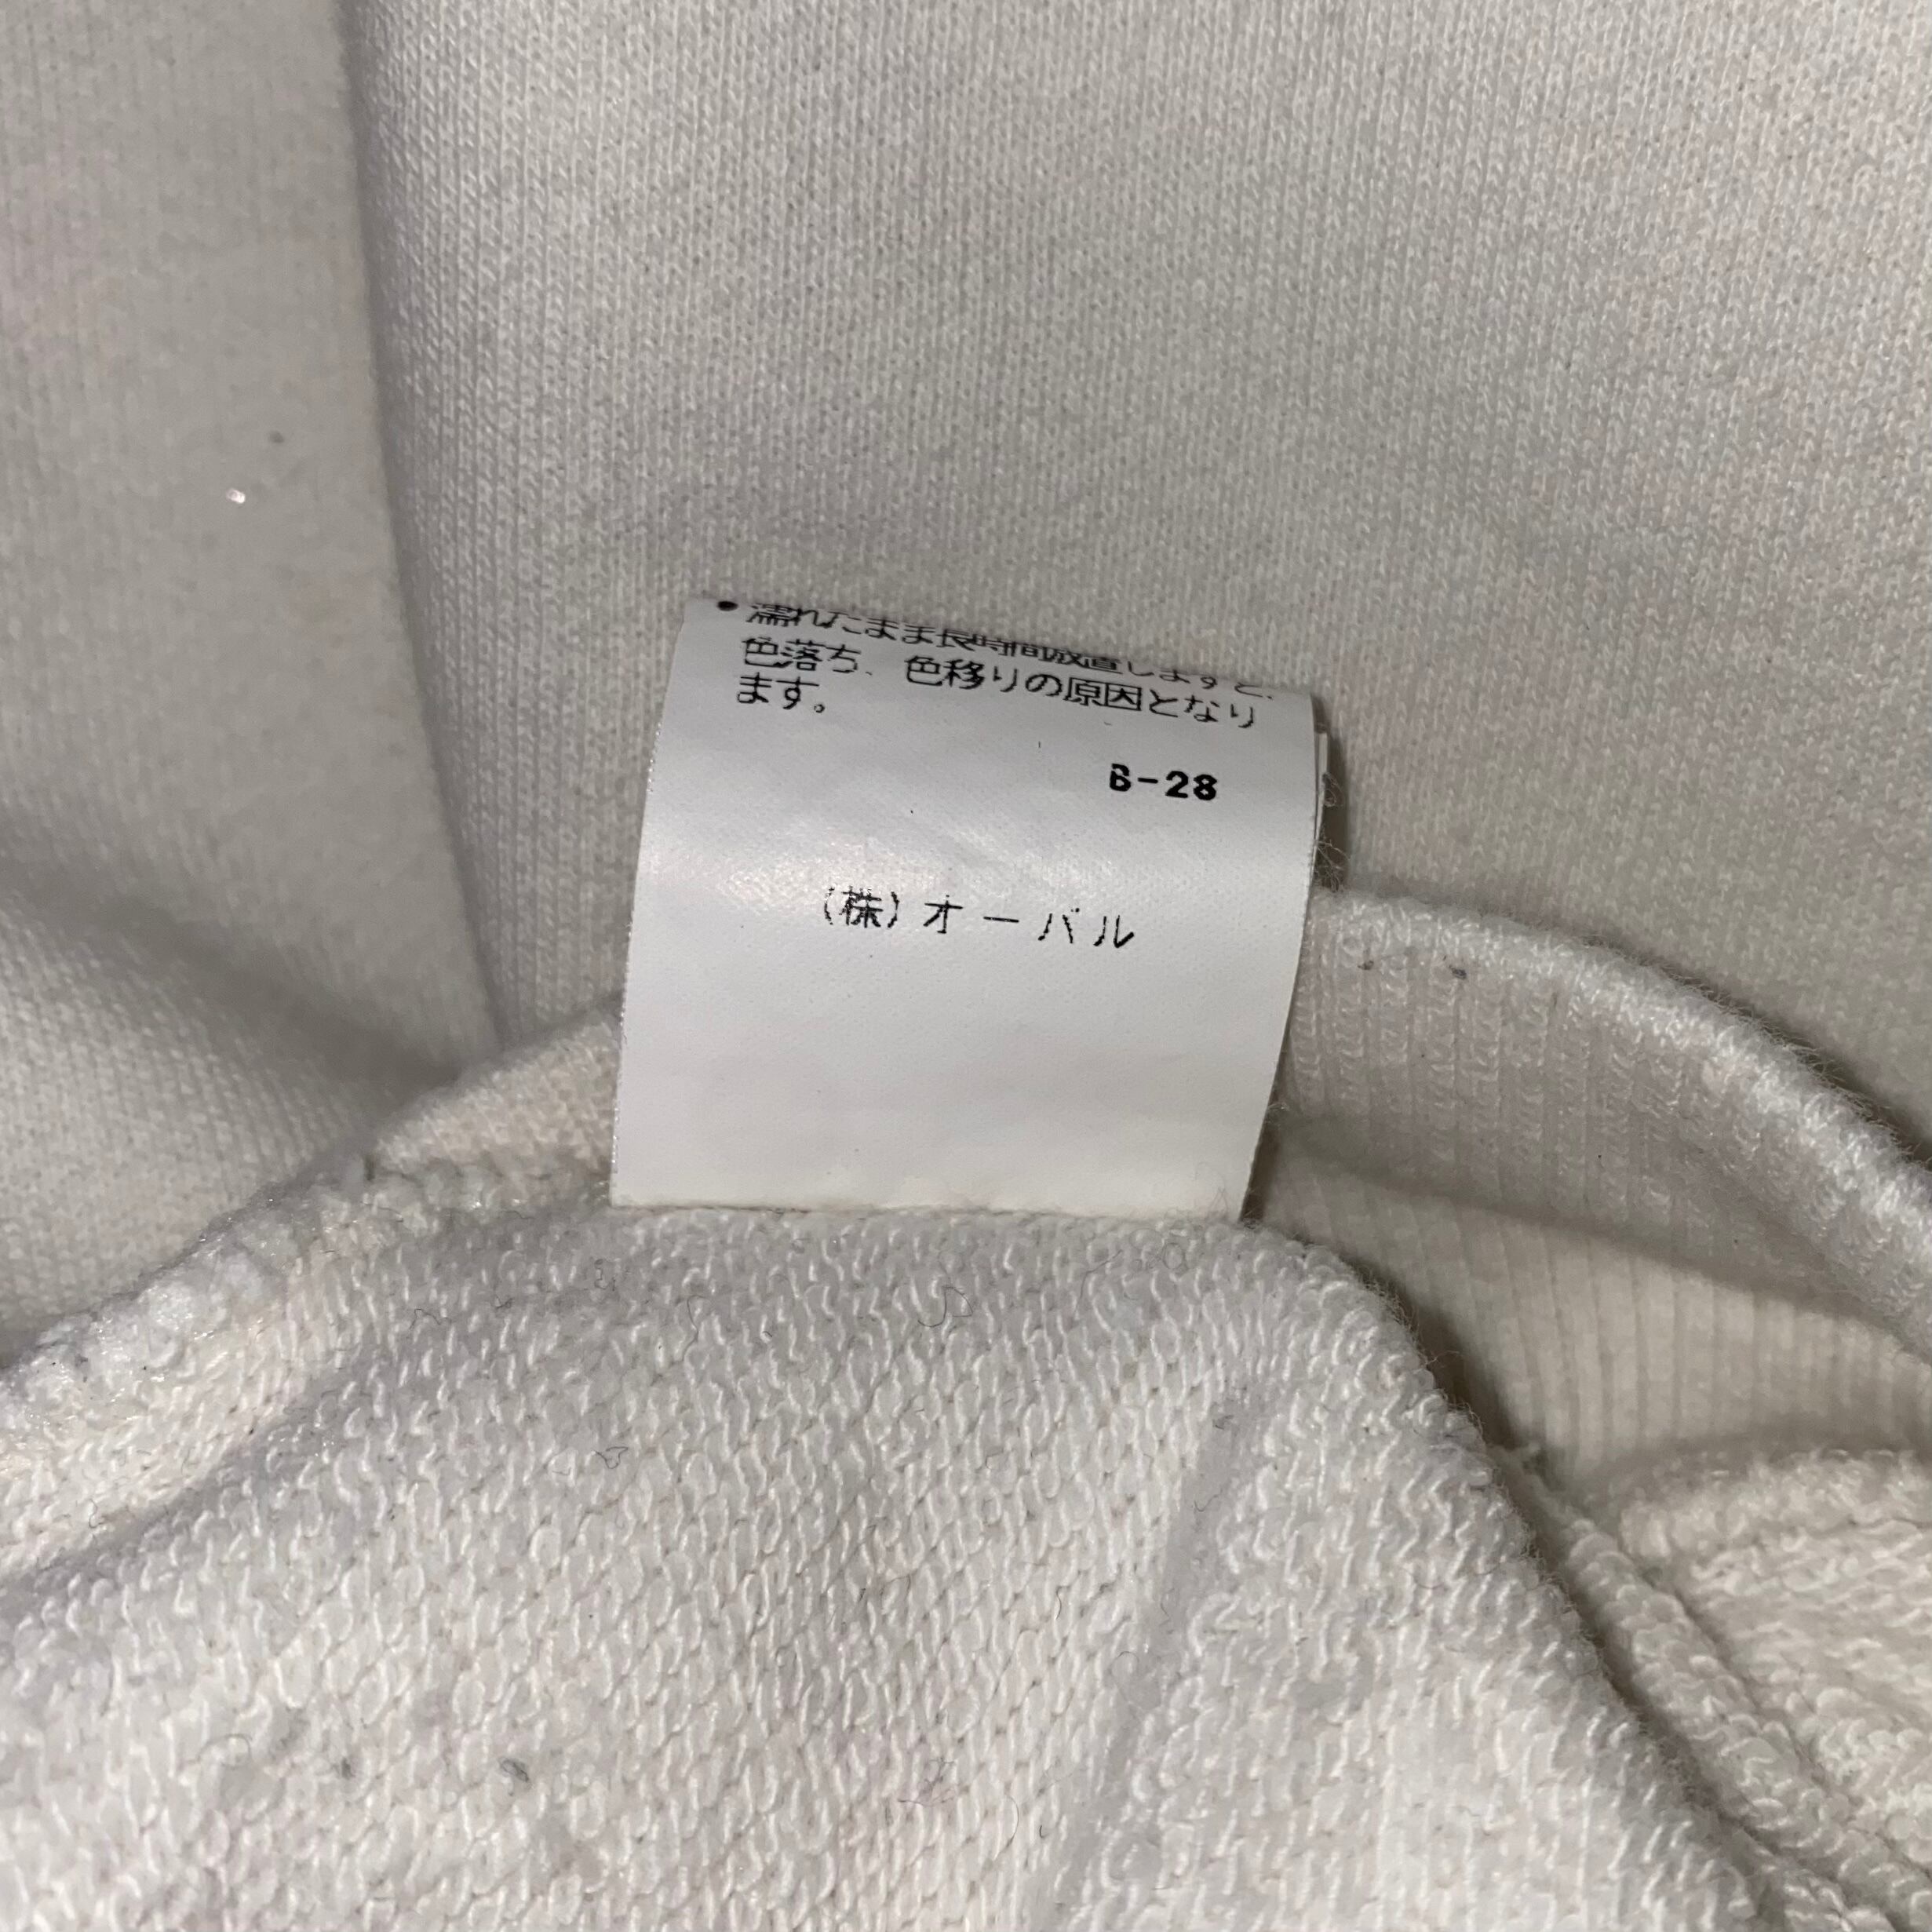 • 濡れたまま長時間放置しますと、
色落ち、色移りの原因となり
ます。
B-28
(株)オーバル